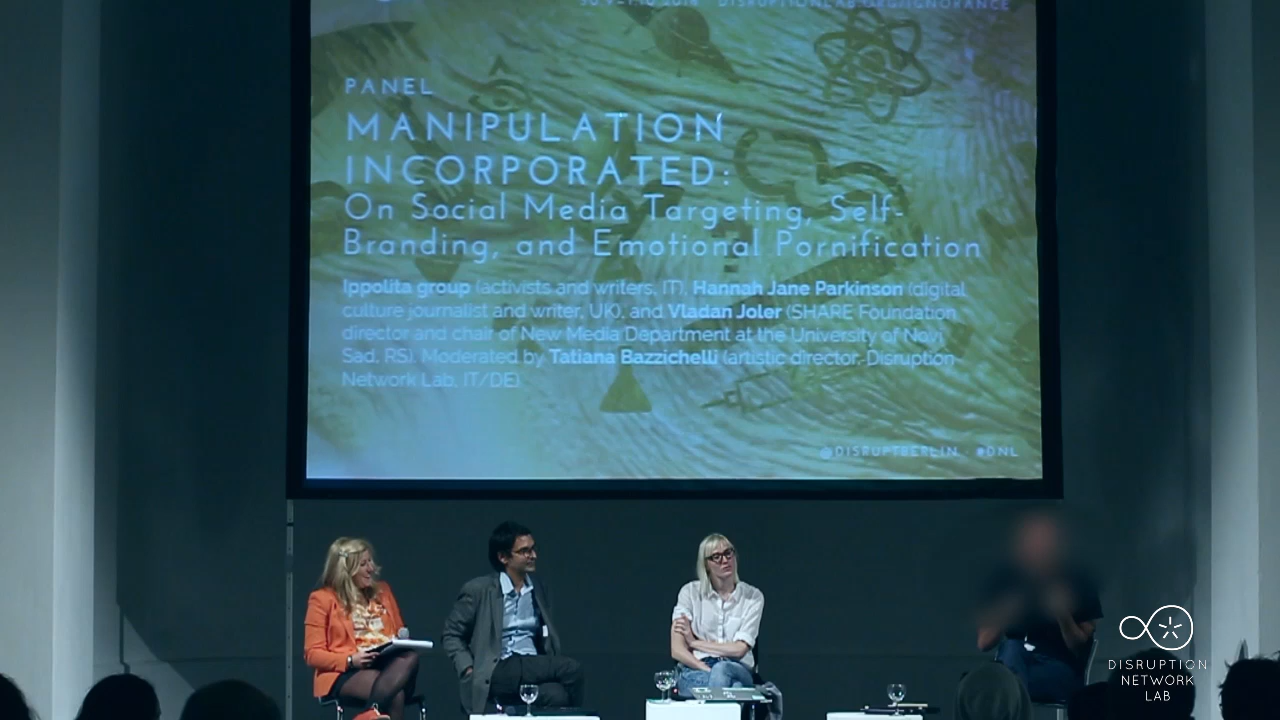 DISRUPTIONLAB.ORG/IGNORANCE
PANEL
MANIPULATION
INCORPORATED:
On Social Media Targeting, Self-
Branding, and Emotional Pornification
Ippolita group (activists and writers, IT), Hannah Jane Parkinson (digital
culture journalist and writer, UK), and Vladan Joler (SHARE Foundation
director and chair of New Media Department at the University of Novi
Sad, RS). Moderated by Tatiana Bazzichelli (artistic director, Disruption
Network Lab, IT/DE)
@DISRUPTBERLIN #DNL
DISRUPTION
NETWORK
LAB